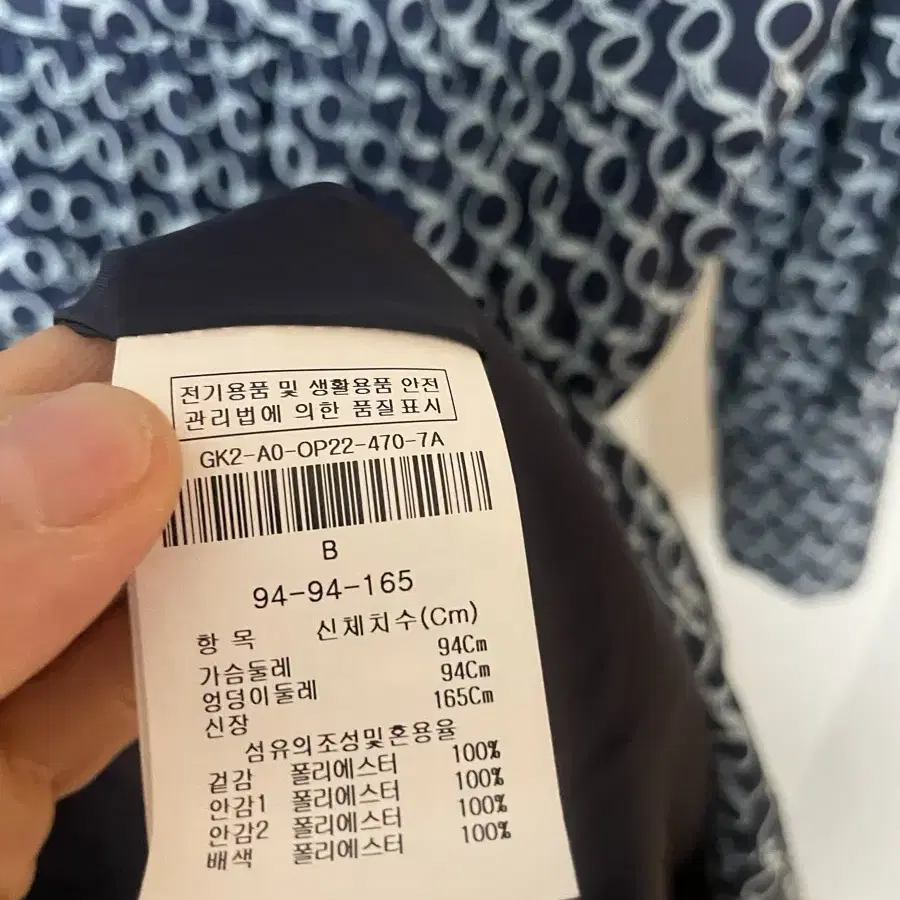 전기용품 및 생활용품 안전
관리법에 의한 품질표시
GK2-A0-OP22-470-7A
B
94-94-165
항 목 신체치수(Cm)
가슴둘레 94Cm
엉덩이둘레 94Cm
신장 165Cm
섬유의조성및혼용율
겉감 폴리에스터 100%
안감1 폴리에스터 100%
안감2 폴리에스터 100%
배색 폴리에스터 100%